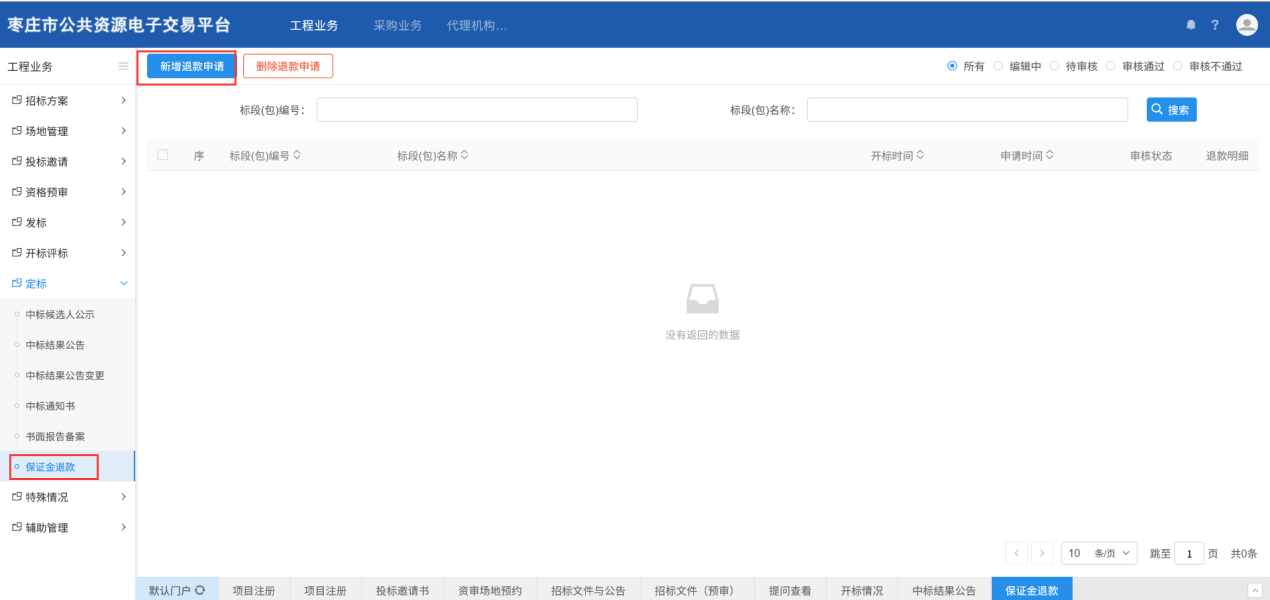 枣庄市公共资源电子交易平台 工程业务 采购业务 代理机构... ?
工程业务
新增退款申请 删除退款申请 所有 编辑中 待审核 审核通过 审核不通过
招标方案
场地管理
投标邀请
资格预审
发标
开标评标
定标
中标候选人公示
中标结果公告
中标结果公告变更
中标通知书
书面报告备案
保证金退款
特殊情况
辅助管理
标段(包)编号： 标段(包)名称： 搜索
序 标段(包)编号 标段(包)名称 开标时间 申请时间 审核状态 退款明细
没有返回的数据
10 条/页 跳至 1 页 共0条
默认门户 项目注册 项目注册 投标邀请书 资审场地预约 招标文件与公告 招标文件（预审） 提问查看 开标情况 中标结果公告 保证金退款